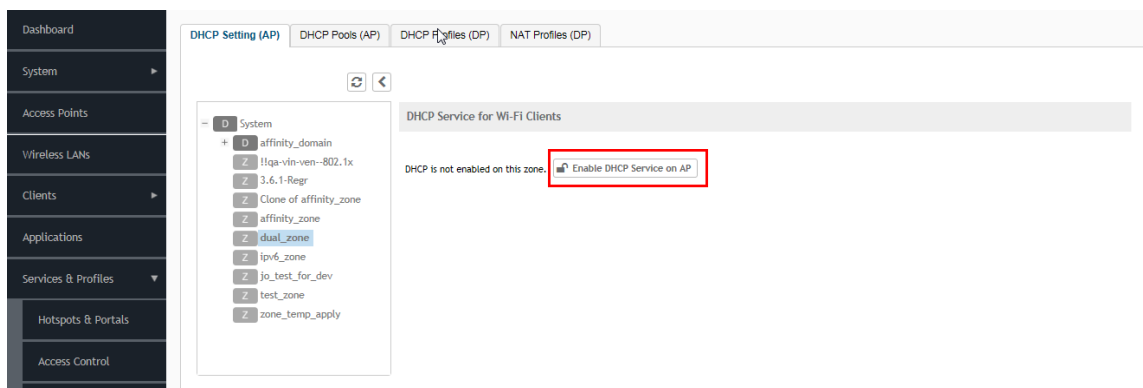 Dashboard
System
Access Points
Wireless LANs
Clients
Applications
Services & Profiles
Hotspots & Portals
Access Control
DHCP Setting (AP) DHCP Pools (AP) DHCP Profiles (DP) NAT Profiles (DP)
D System
D affinity_domain
Z !!qa-vin-ven--802.1x
Z 3.6.1-Regr
Z Clone of affinity_zone
Z affinity_zone
Z dual_zone
Z ipv6_zone
Z jo_test_for_dev
Z test_zone
Z zone_temp_apply
DHCP Service for Wi-Fi Clients
DHCP is not enabled on this zone. Enable DHCP Service on AP